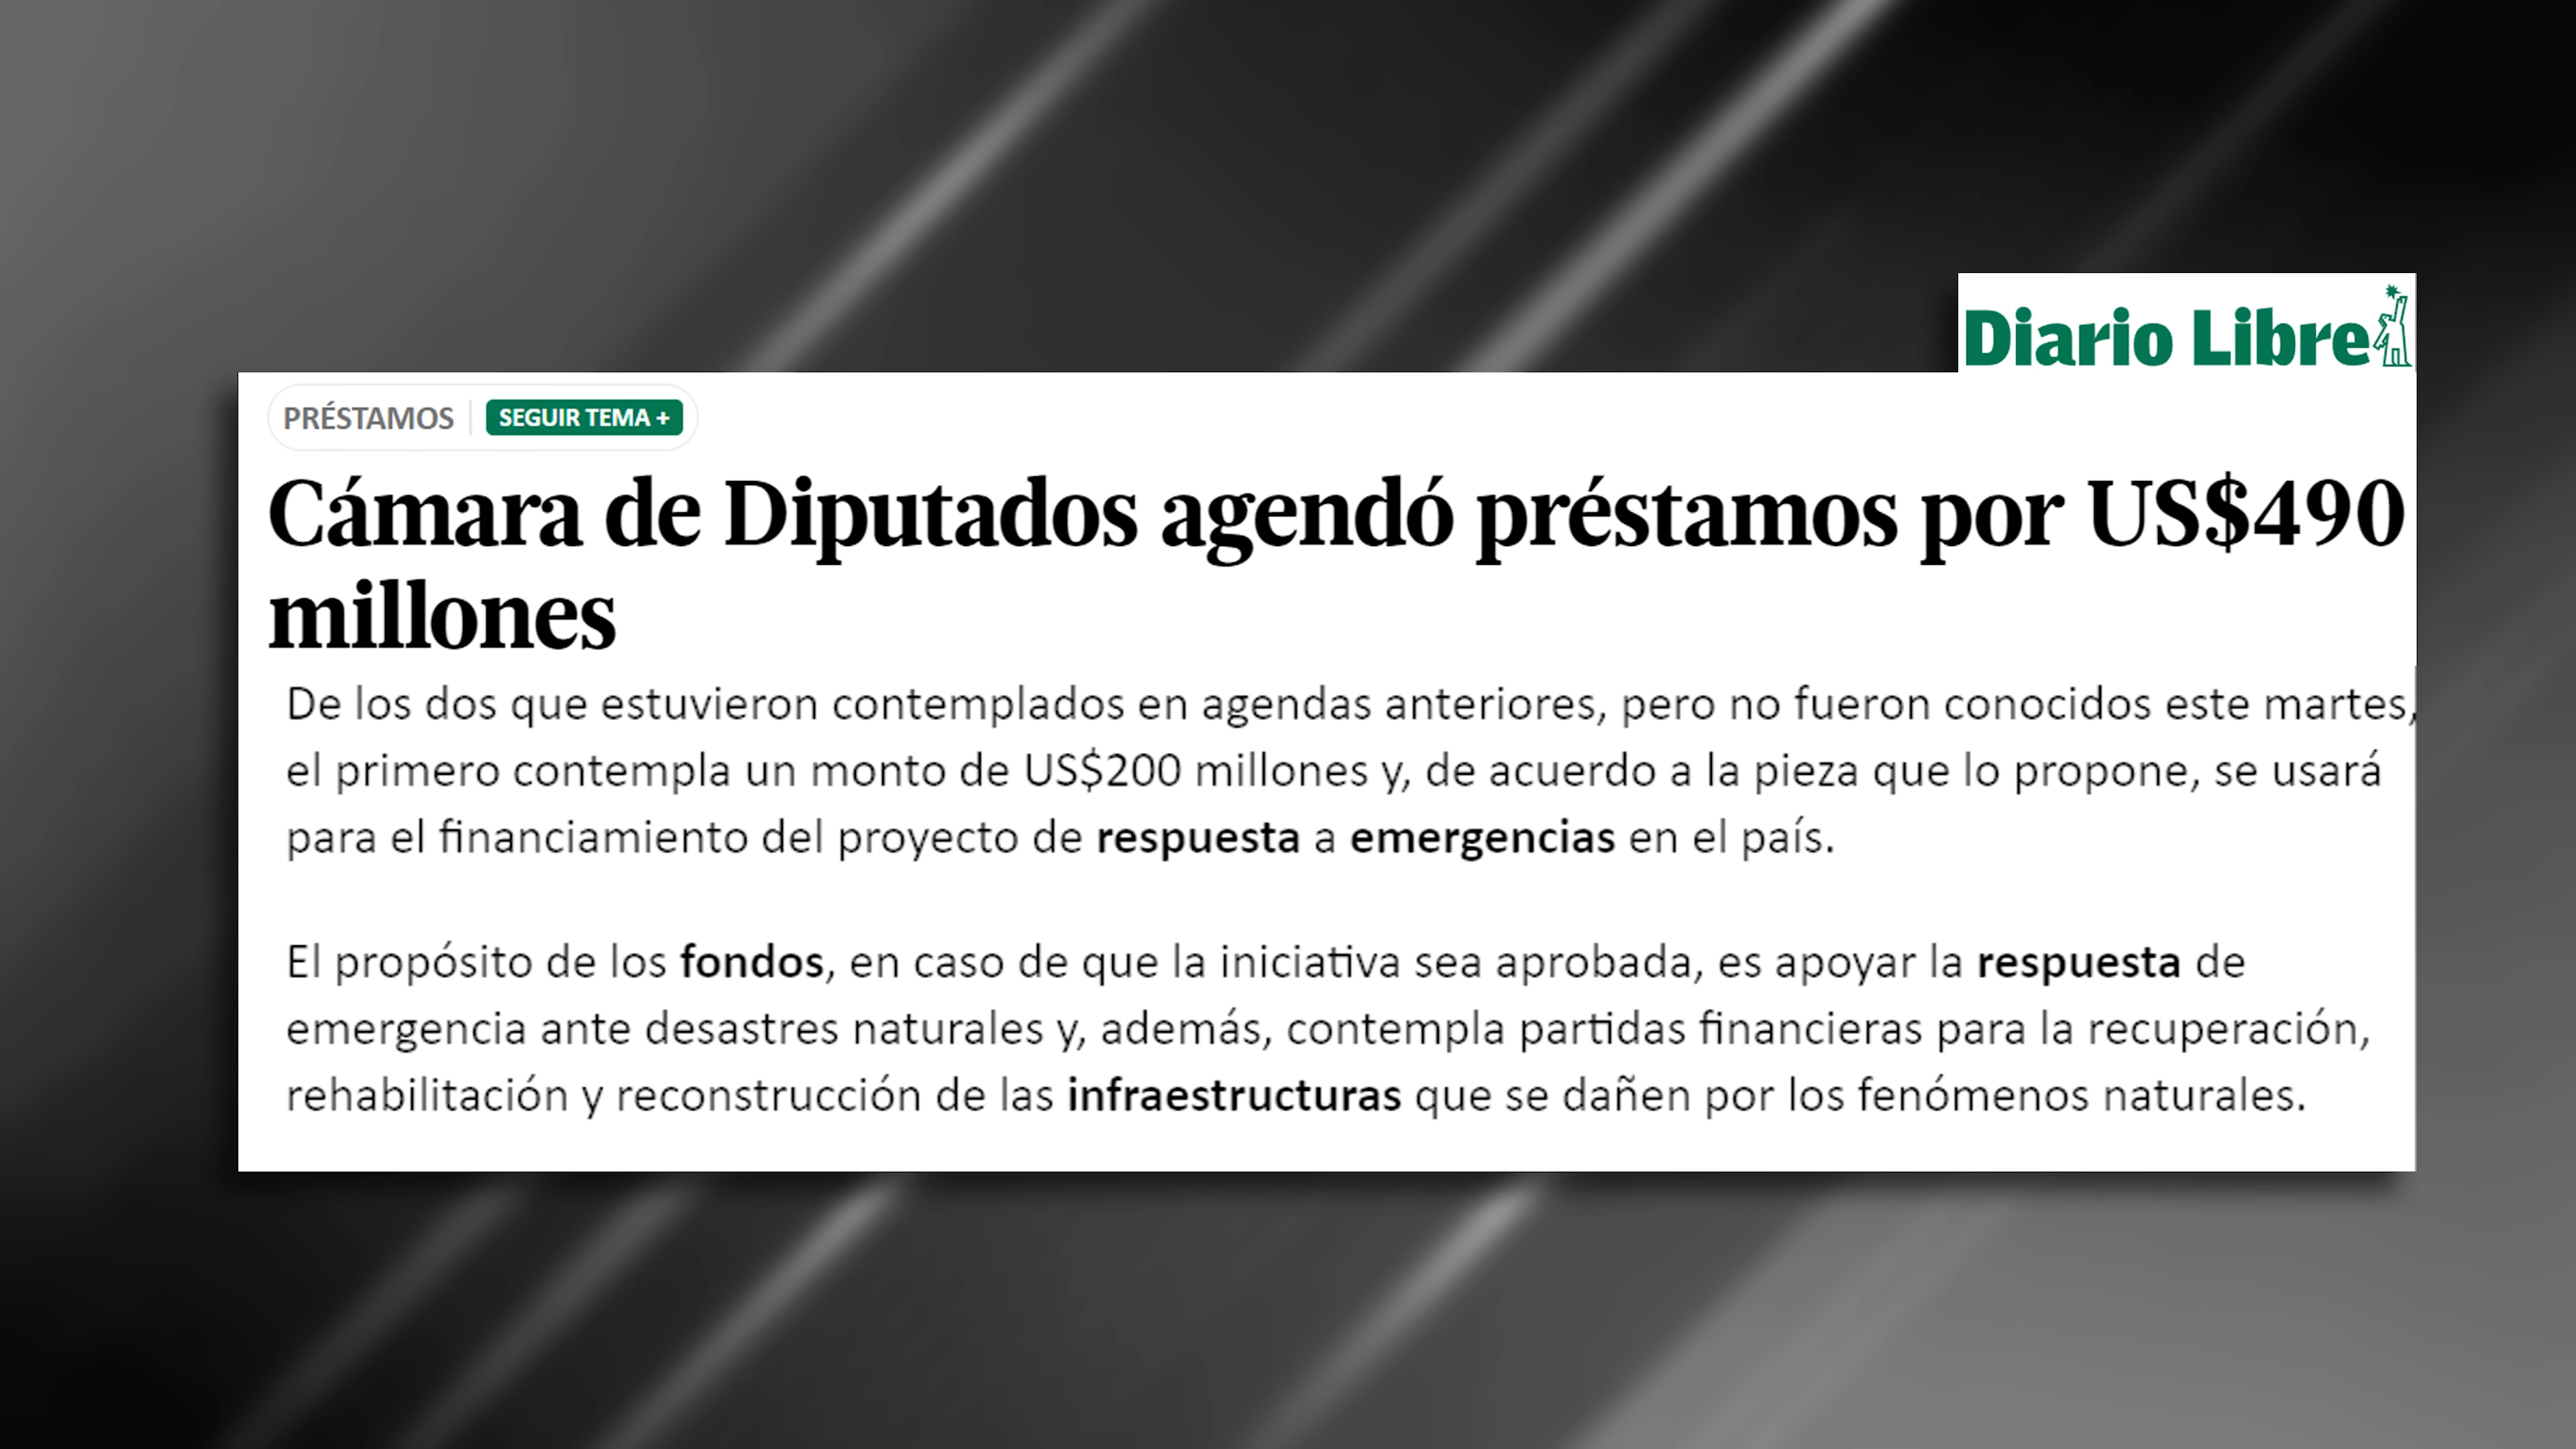 Diario Libre
PRÉSTAMOS
SEGUIR TEMA +
Cámara de Diputados agendó préstamos por US$490
millones
De los dos que estuvieron contemplados en agendas anteriores, pero no fueron conocidos este martes,
el primero contempla un monto de US$200 millones y, de acuerdo a la pieza que lo propone, se usará
para el financiamiento del proyecto de respuesta a emergencias en el país.
El propósito de los fondos, en caso de que la iniciativa sea aprobada, es apoyar la respuesta de
emergencia ante desastres naturales y, además, contempla partidas financieras para la recuperación,
rehabilitación y reconstrucción de las infraestructuras que se dañen por los fenómenos naturales.